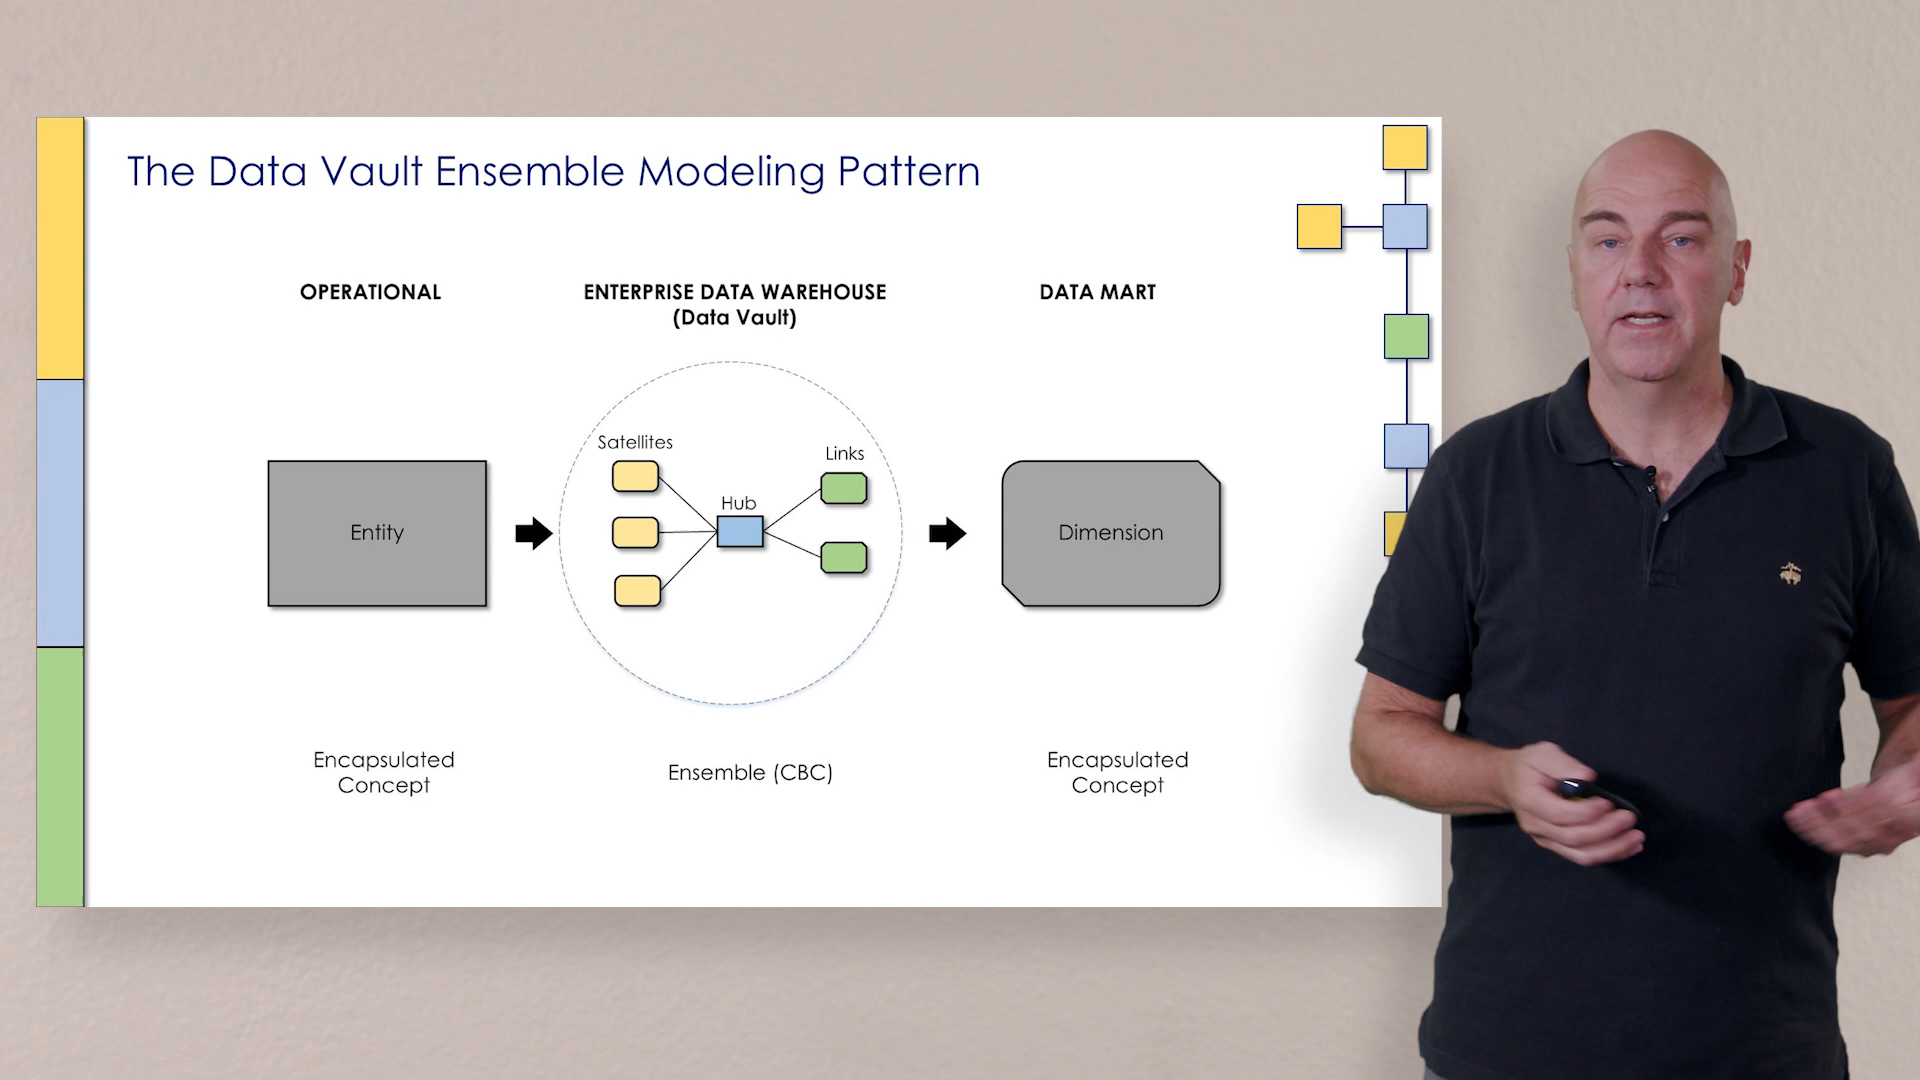 The Data Vault Ensemble Modeling Pattern
OPERATIONAL
ENTERPRISE DATA WAREHOUSE
(Data Vault)
DATA MART
Satellites
Links
Hub
Entity
Dimension
Encapsulated
Concept
Ensemble (CBC)
Encapsulated
Concept